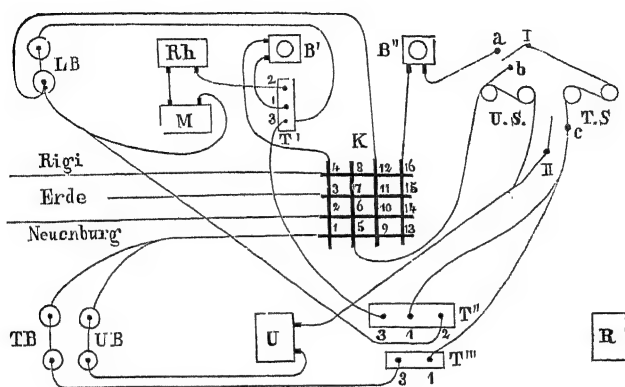 a I
Rh B' B"
LB b
2
M 1 U.S. T.S
3 K c
T'
Rigi 4 8 12 16 II
Erde 3 7 11 15
2 6 10 14
Neuenburg 1 5 9 13
TB UB U 3 1 2 T" R
3 1 T"'